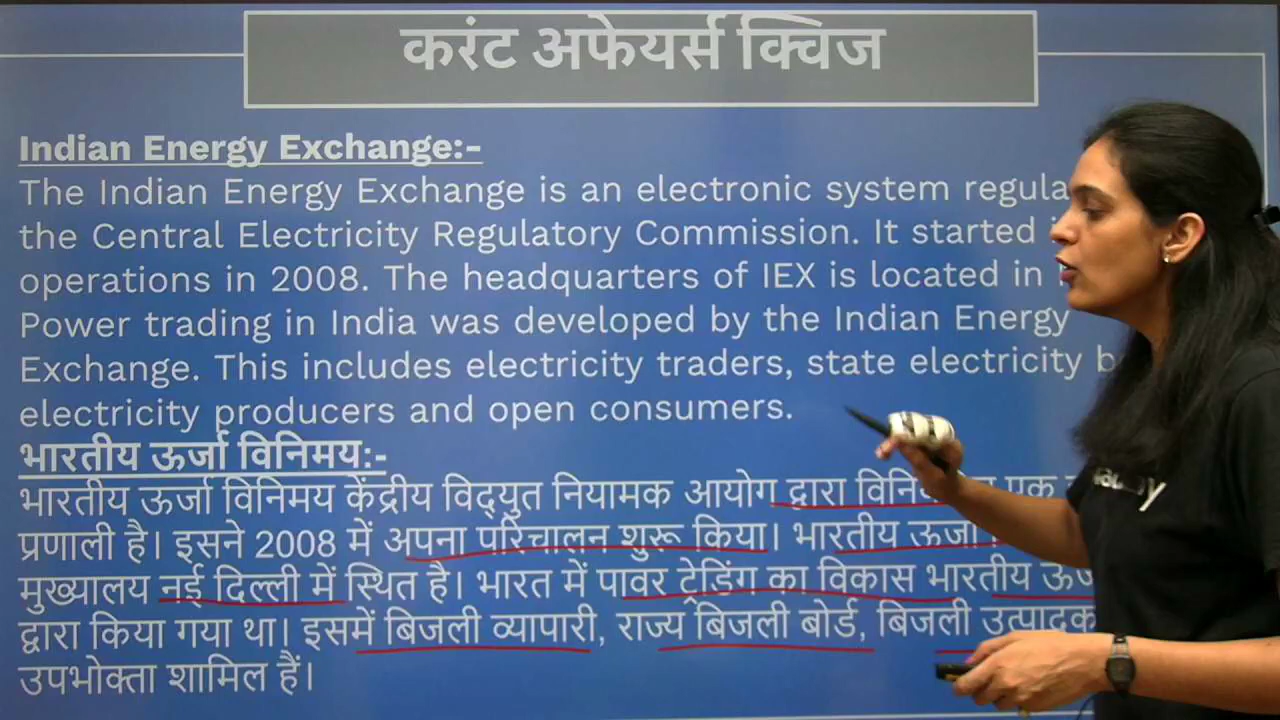 करंट अफेयर्स क्विज
Indian Energy Exchange:-
The Indian Energy Exchange is an electronic system
the Central Electricity Regulatory Commission. It started
operations in 2008. The headquarters of IEX is located in
Power trading in India was developed by the Indian Energy
Exchange. This includes electricity traders, state electricity
electricity producers and open consumers.
भारतीय ऊर्जा विनिमय:-
भारतीय ऊर्जा विनिमय केंद्रीय विद्युत नियामक आयोग द्वारा एक
प्रणाली है। इसने 2008 में अपना परिचालन शुरू किया। भारतीय ऊर्जा
मुख्यालय नई दिल्ली में स्थित है। भारत में पावर ट्रेडिंग का विकास भारतीय
द्वारा किया गया था। इसमें बिजली व्यापारी, राज्य बिजली बोर्ड, बिजली उत्पादक
उपभोक्ता शामिल हैं।